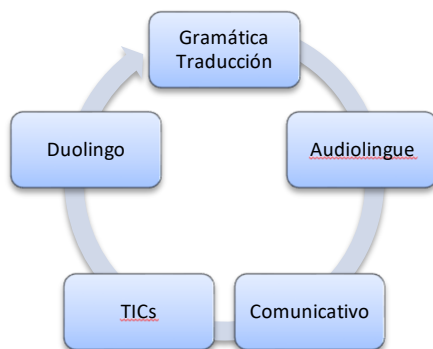 Gramática
Traducción
Audiolingue
Comunicativo
TICs
Duolingo